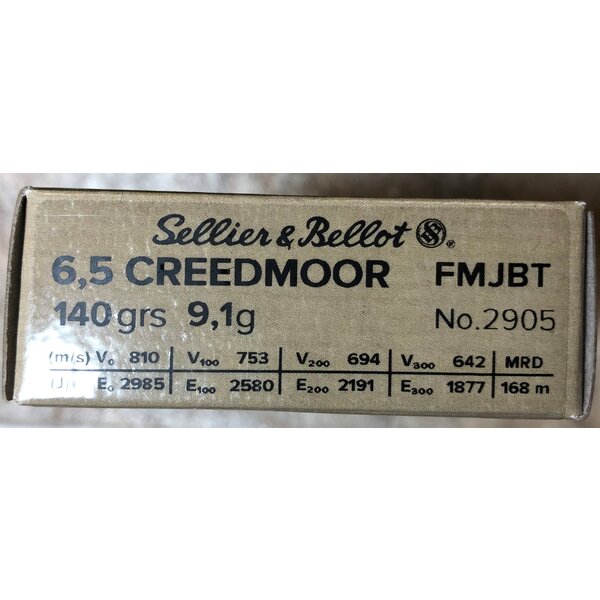 Sellier & Bellot S&B ®
6,5 CREEDMOOR FMJBT
140 grs 9,1g No.2905
(m/s) V₀ 810 V₁₀₀ 753 V₂₀₀ 694 V₃₀₀ 642 MRD
(J) E₀ 2985 E₁₀₀ 2580 E₂₀₀ 2191 E₃₀₀ 1877 168 m